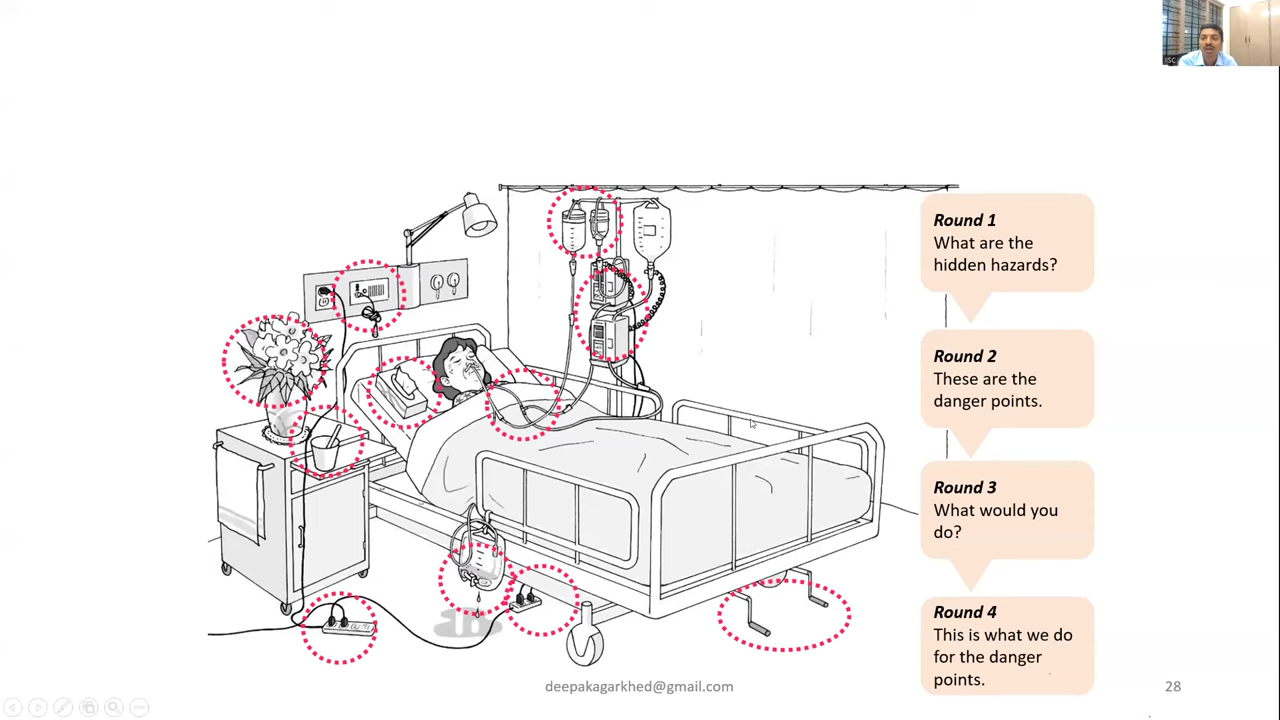 IISC
Round 1
What are the
hidden hazards?
Round 2
These are the
danger points.
Round 3
What would you
do?
Round 4
This is what we do
for the danger
points.
deepakagarkhed@gmail.com
28